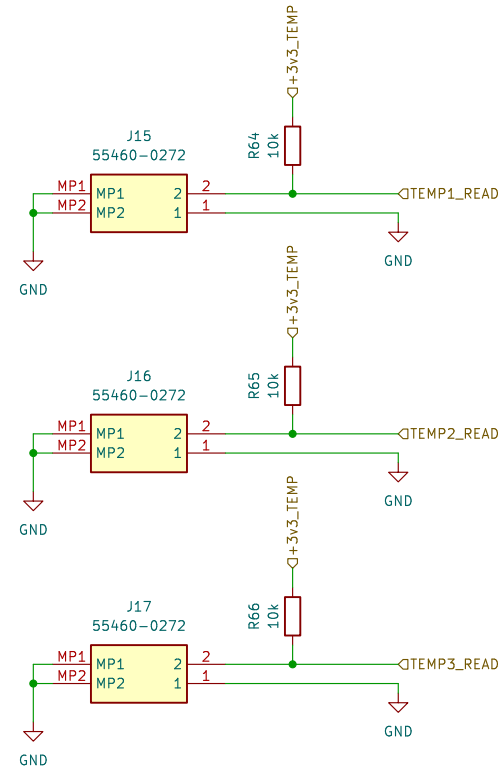 +3v3_TEMP
R64
10k
J15
55460-0272
MP1 MP1 2 2 TEMP1_READ
MP2 MP2 1 1
GND
GND
+3v3_TEMP
R65
10k
J16
55460-0272
MP1 MP1 2 2 TEMP2_READ
MP2 MP2 1 1
GND
GND
+3v3_TEMP
R66
10k
J17
55460-0272
MP1 MP1 2 2 TEMP3_READ
MP2 MP2 1 1
GND
GND